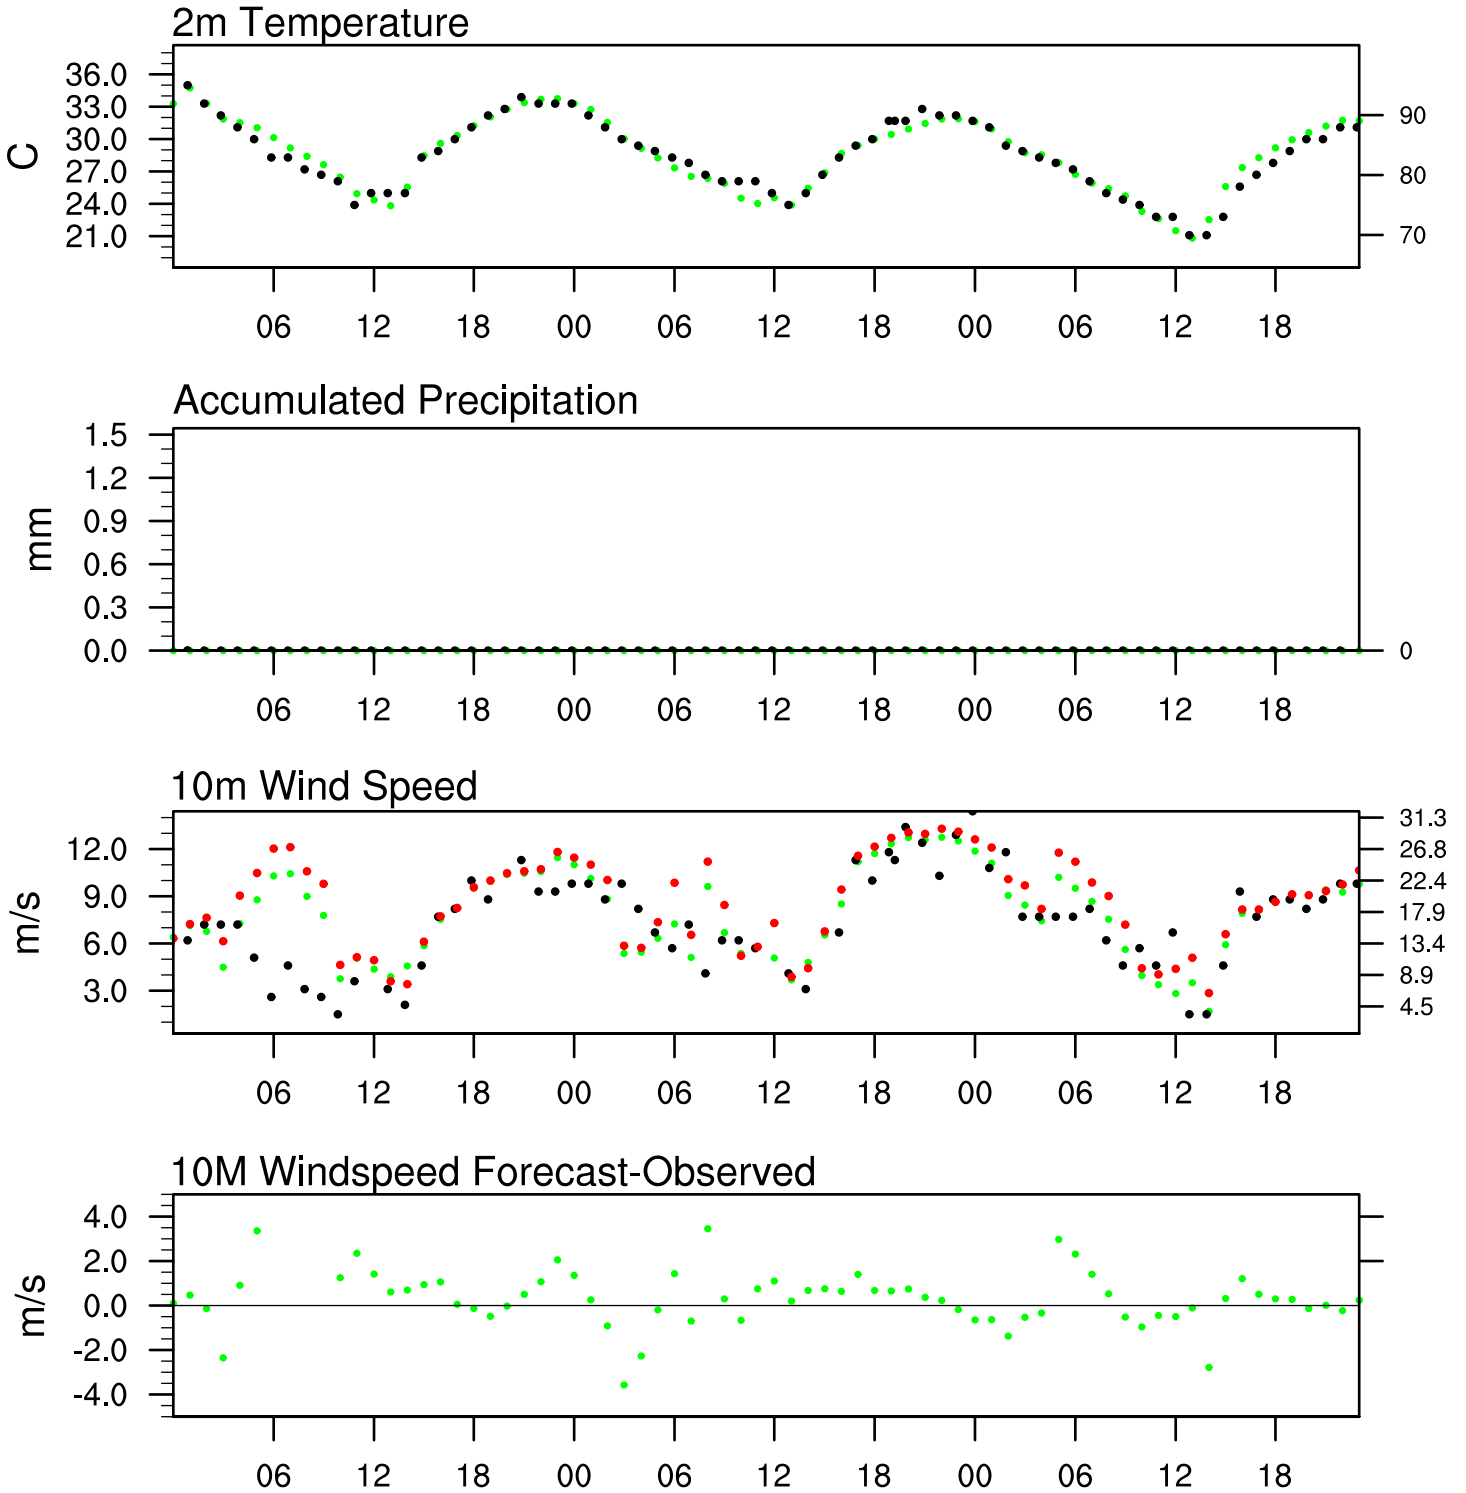 2m Temperature
36.0
33.0
30.0
27.0
24.0
21.0
C
90
80
70
06 12 18 00 06 12 18 00 06 12 18
Accumulated Precipitation
1.5
1.2
0.9
0.6
0.3
0.0
mm
0
06 12 18 00 06 12 18 00 06 12 18
10m Wind Speed
12.0
9.0
6.0
3.0
m/s
31.3
26.8
22.4
17.9
13.4
8.9
4.5
06 12 18 00 06 12 18 00 06 12 18
10M Windspeed Forecast-Observed
4.0
2.0
0.0
-2.0
-4.0
m/s
06 12 18 00 06 12 18 00 06 12 18